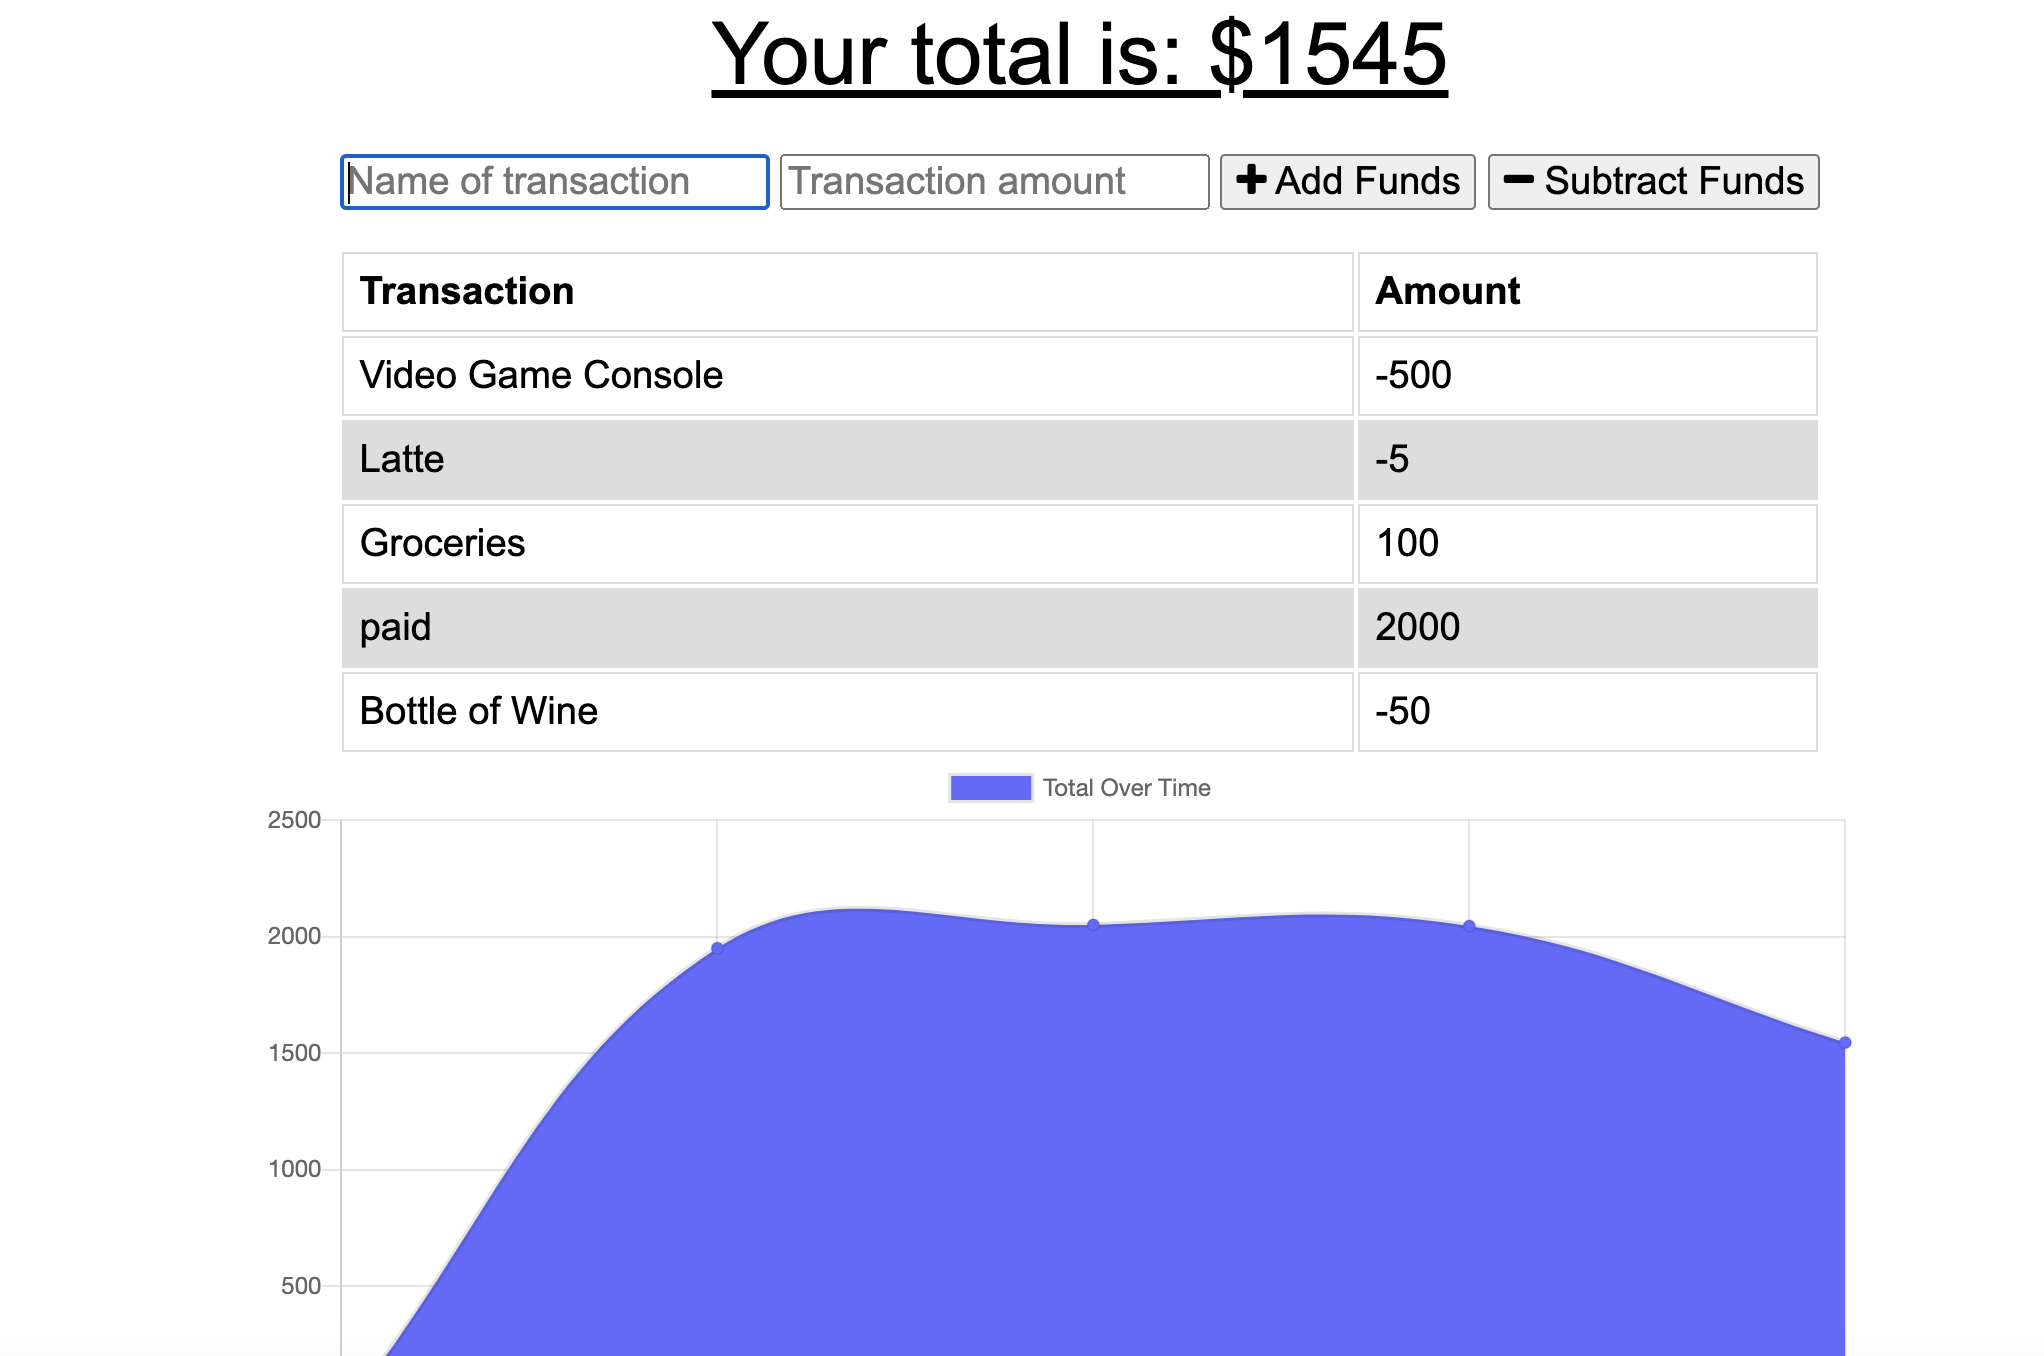 Your total is: $1545
Name of transaction Transaction amount Add Funds Subtract Funds
Transaction Amount
Video Game Console -500
Latte -5
Groceries 100
paid 2000
Bottle of Wine -50
Total Over Time
2500
2000
1500
1000
500